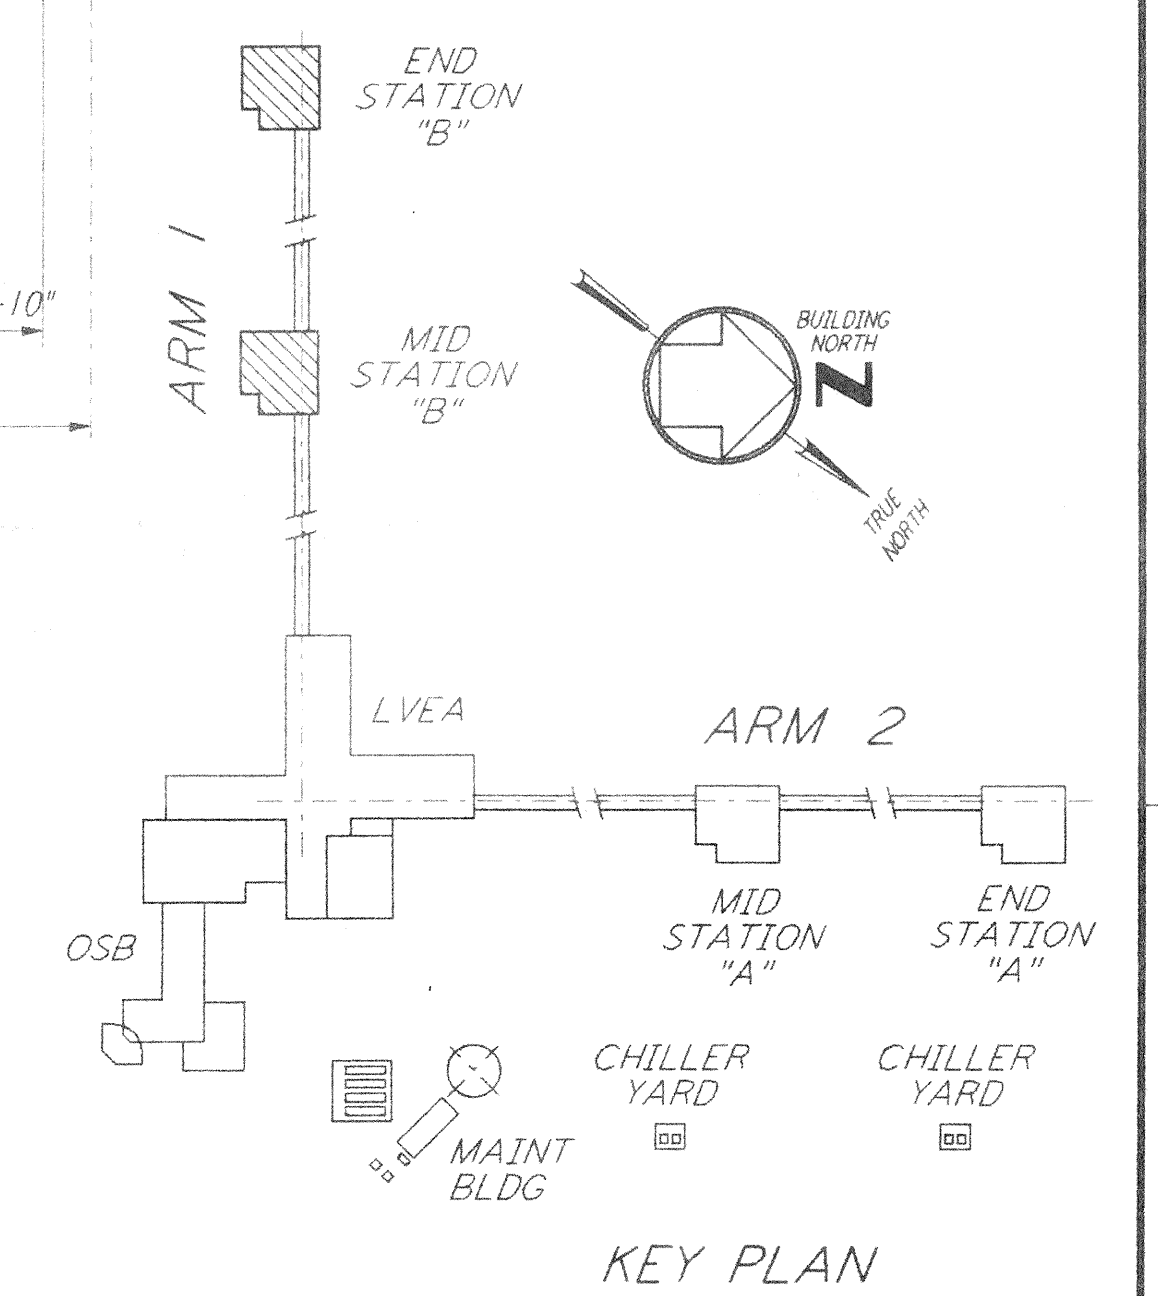 END
STATION
"B"
ARM 1
-10"
MID
STATION
"B"
BUILDING
NORTH
N
TRUE
NORTH
LVEA
ARM 2
MID
STATION
"A"
END
STATION
"A"
OSB
CHILLER
YARD
CHILLER
YARD
MAINT
BLDG
KEY PLAN